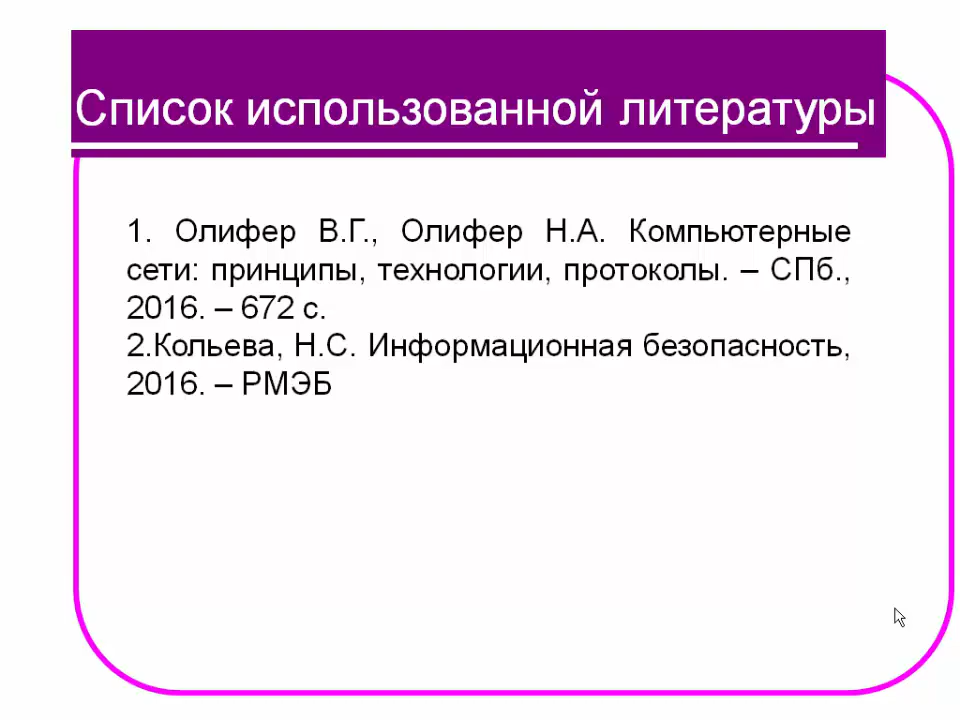 Список использованной литературы
1. Олифер В.Г., Олифер Н.А. Компьютерные
сети: принципы, технологии, протоколы. – СПб.,
2016. – 672 с.
2.Кольева, Н.С. Информационная безопасность,
2016. – РМЭБ